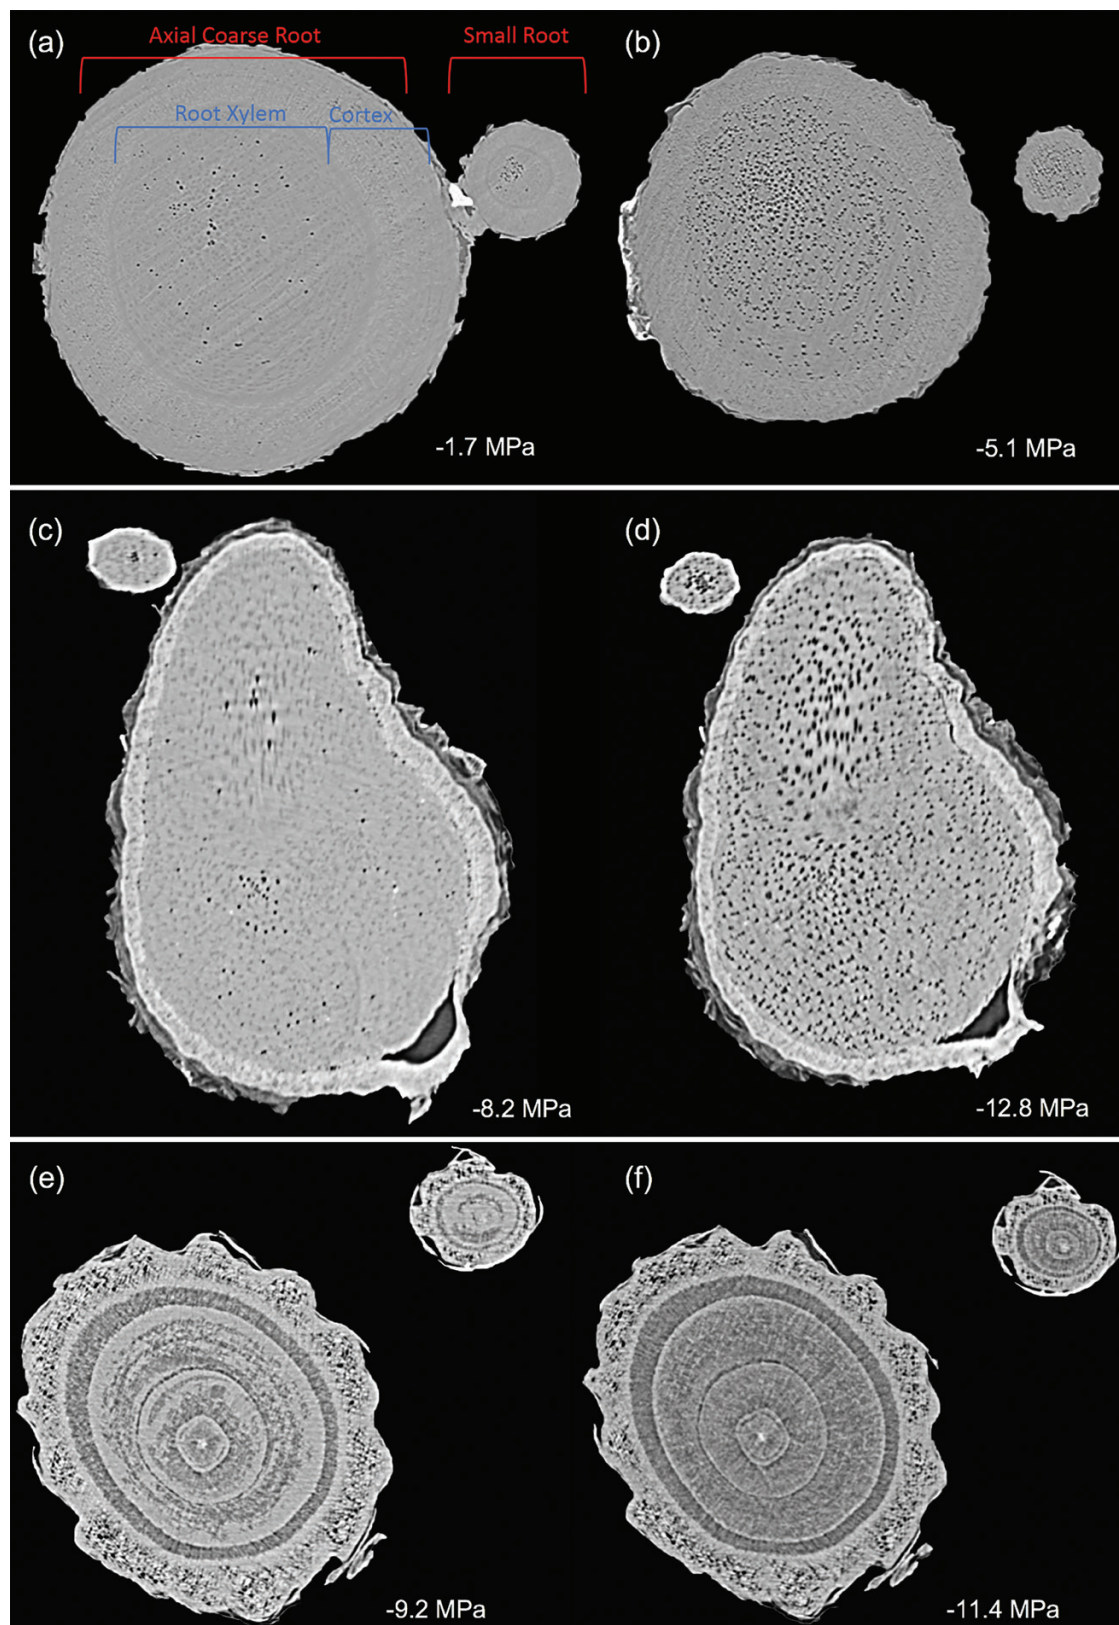 (a)
Axial Coarse Root
Small Root
(b)
Root Xylem
Cortex
-1.7 MPa
-5.1 MPa
(c)
(d)
-8.2 MPa
-12.8 MPa
(e)
(f)
-9.2 MPa
-11.4 MPa